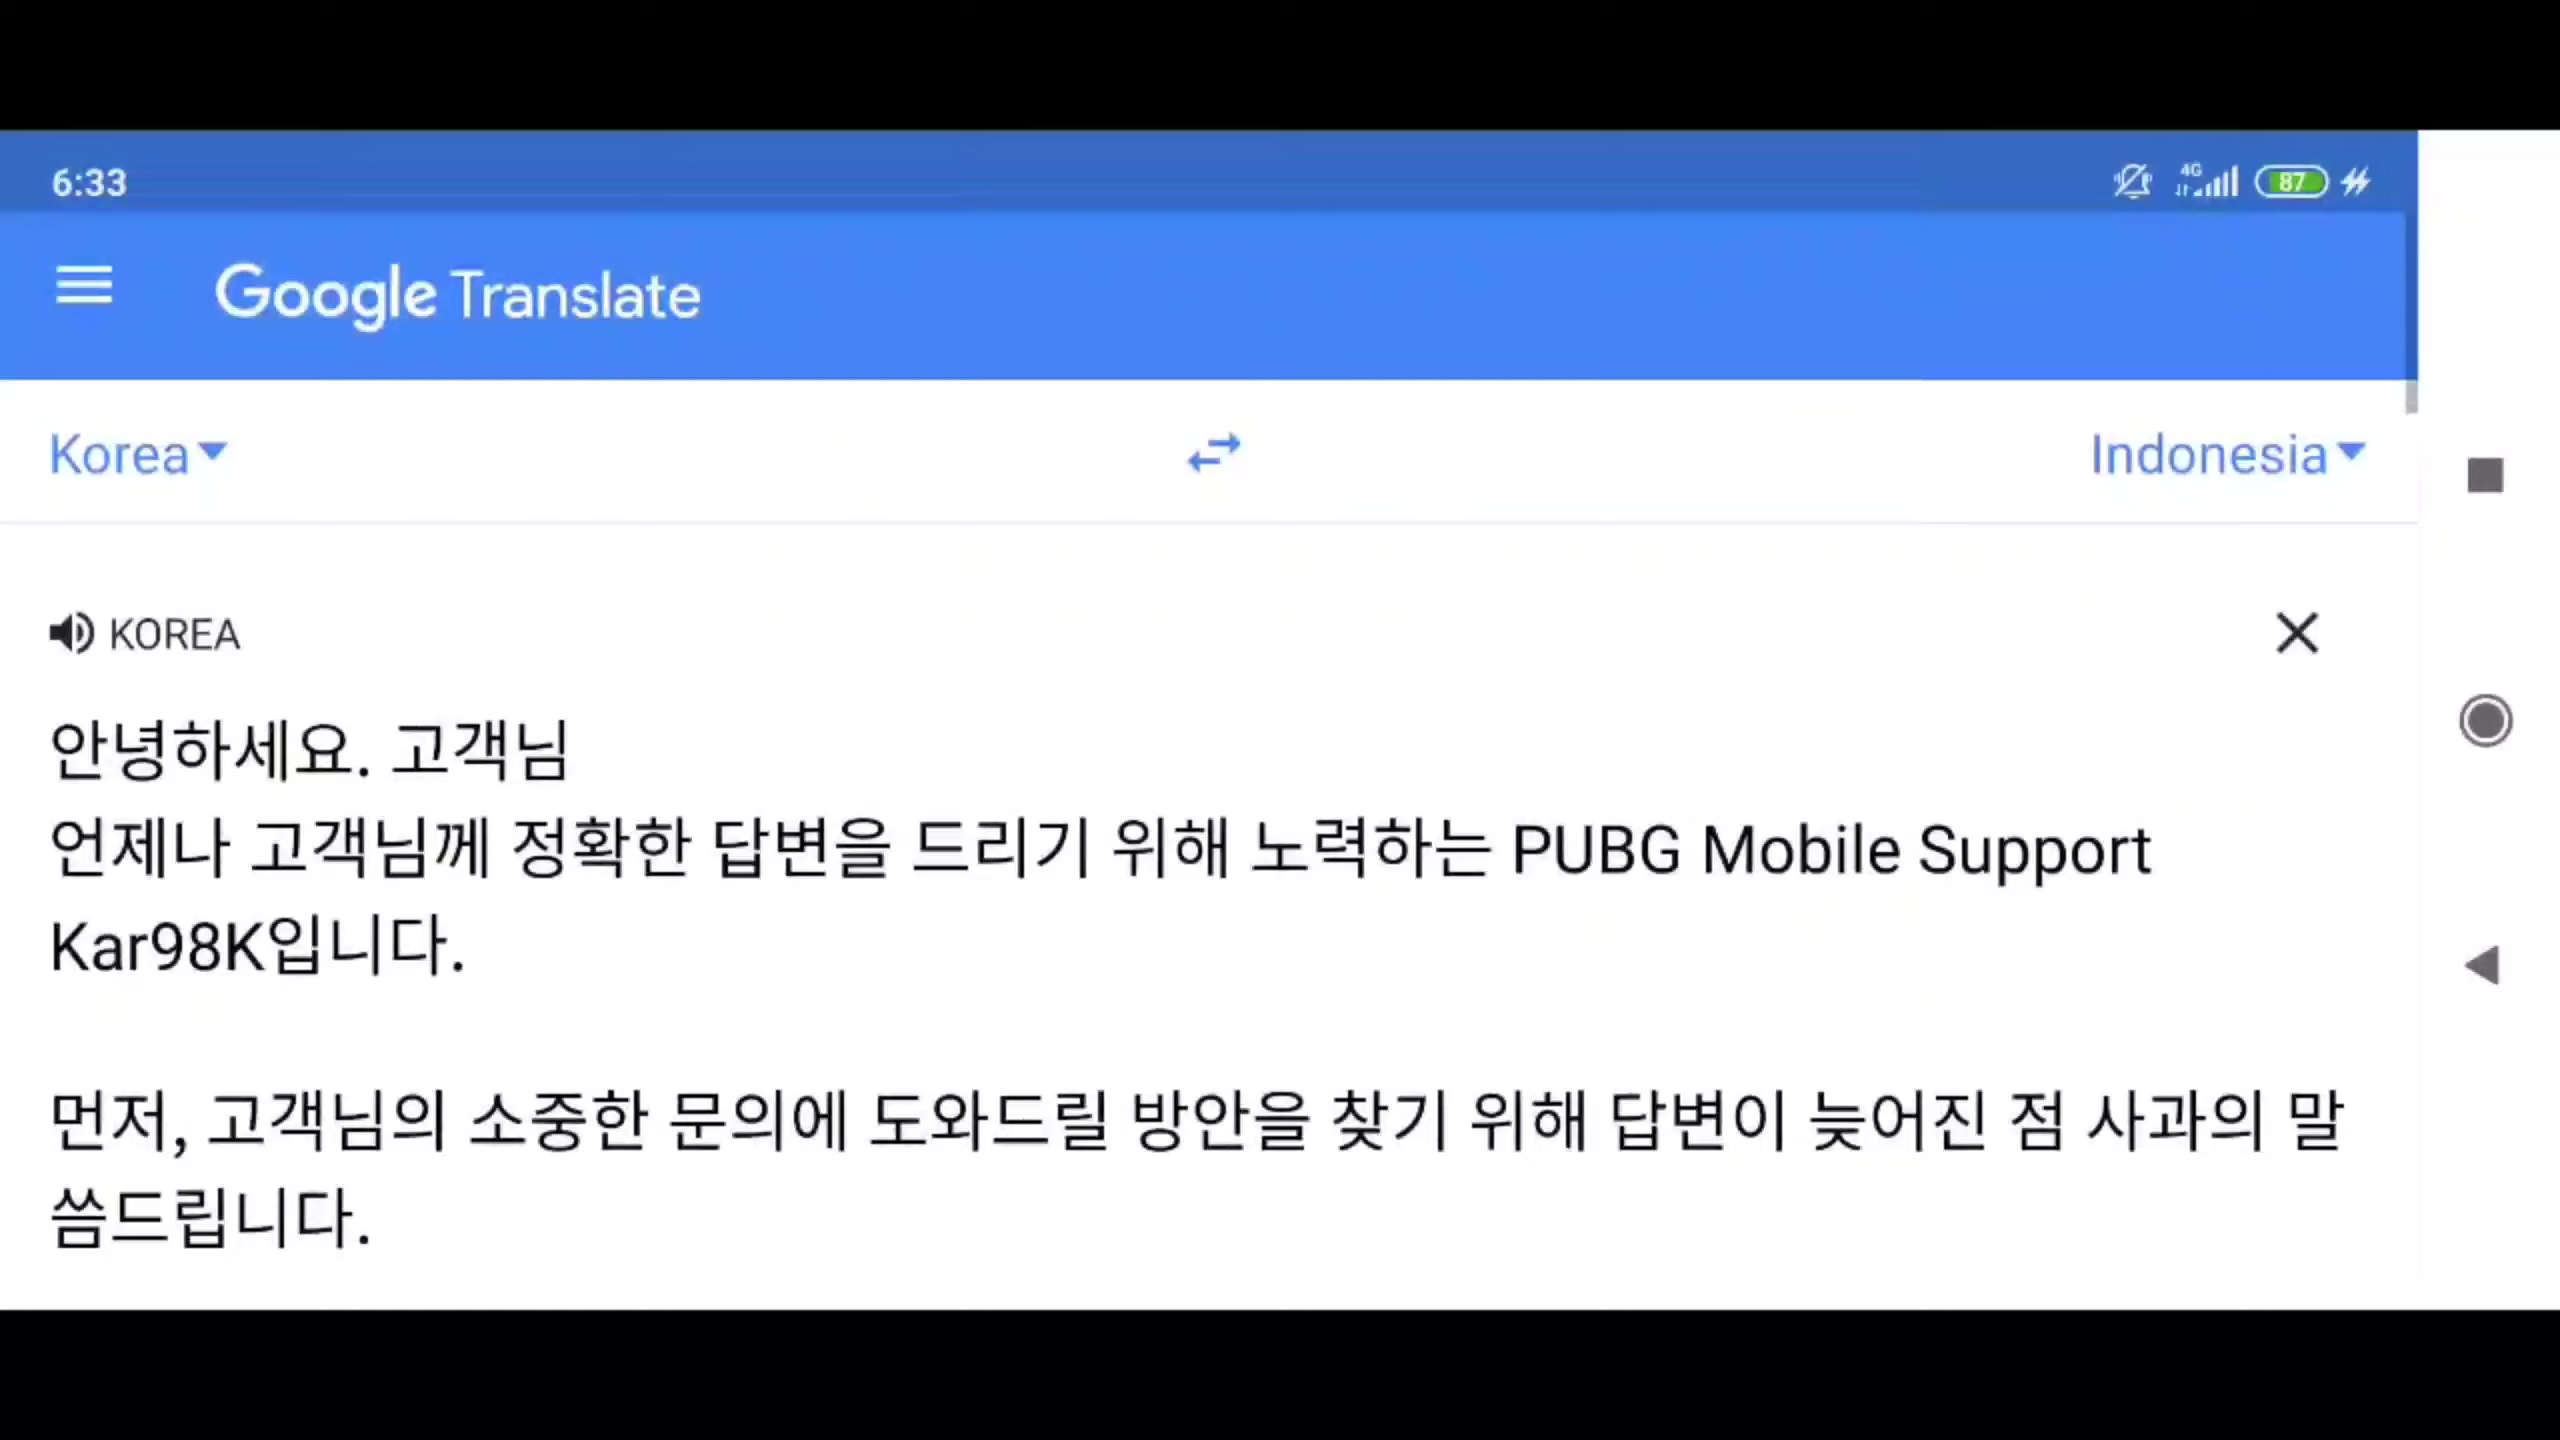 6:33
4G
87
Google Translate
Korea
Indonesia
KOREA
안녕하세요. 고객님
언제나 고객님께 정확한 답변을 드리기 위해 노력하는 PUBG Mobile Support
Kar98K입니다.
먼저, 고객님의 소중한 문의에 도와드릴 방안을 찾기 위해 답변이 늦어진 점 사과의 말
씀드립니다.